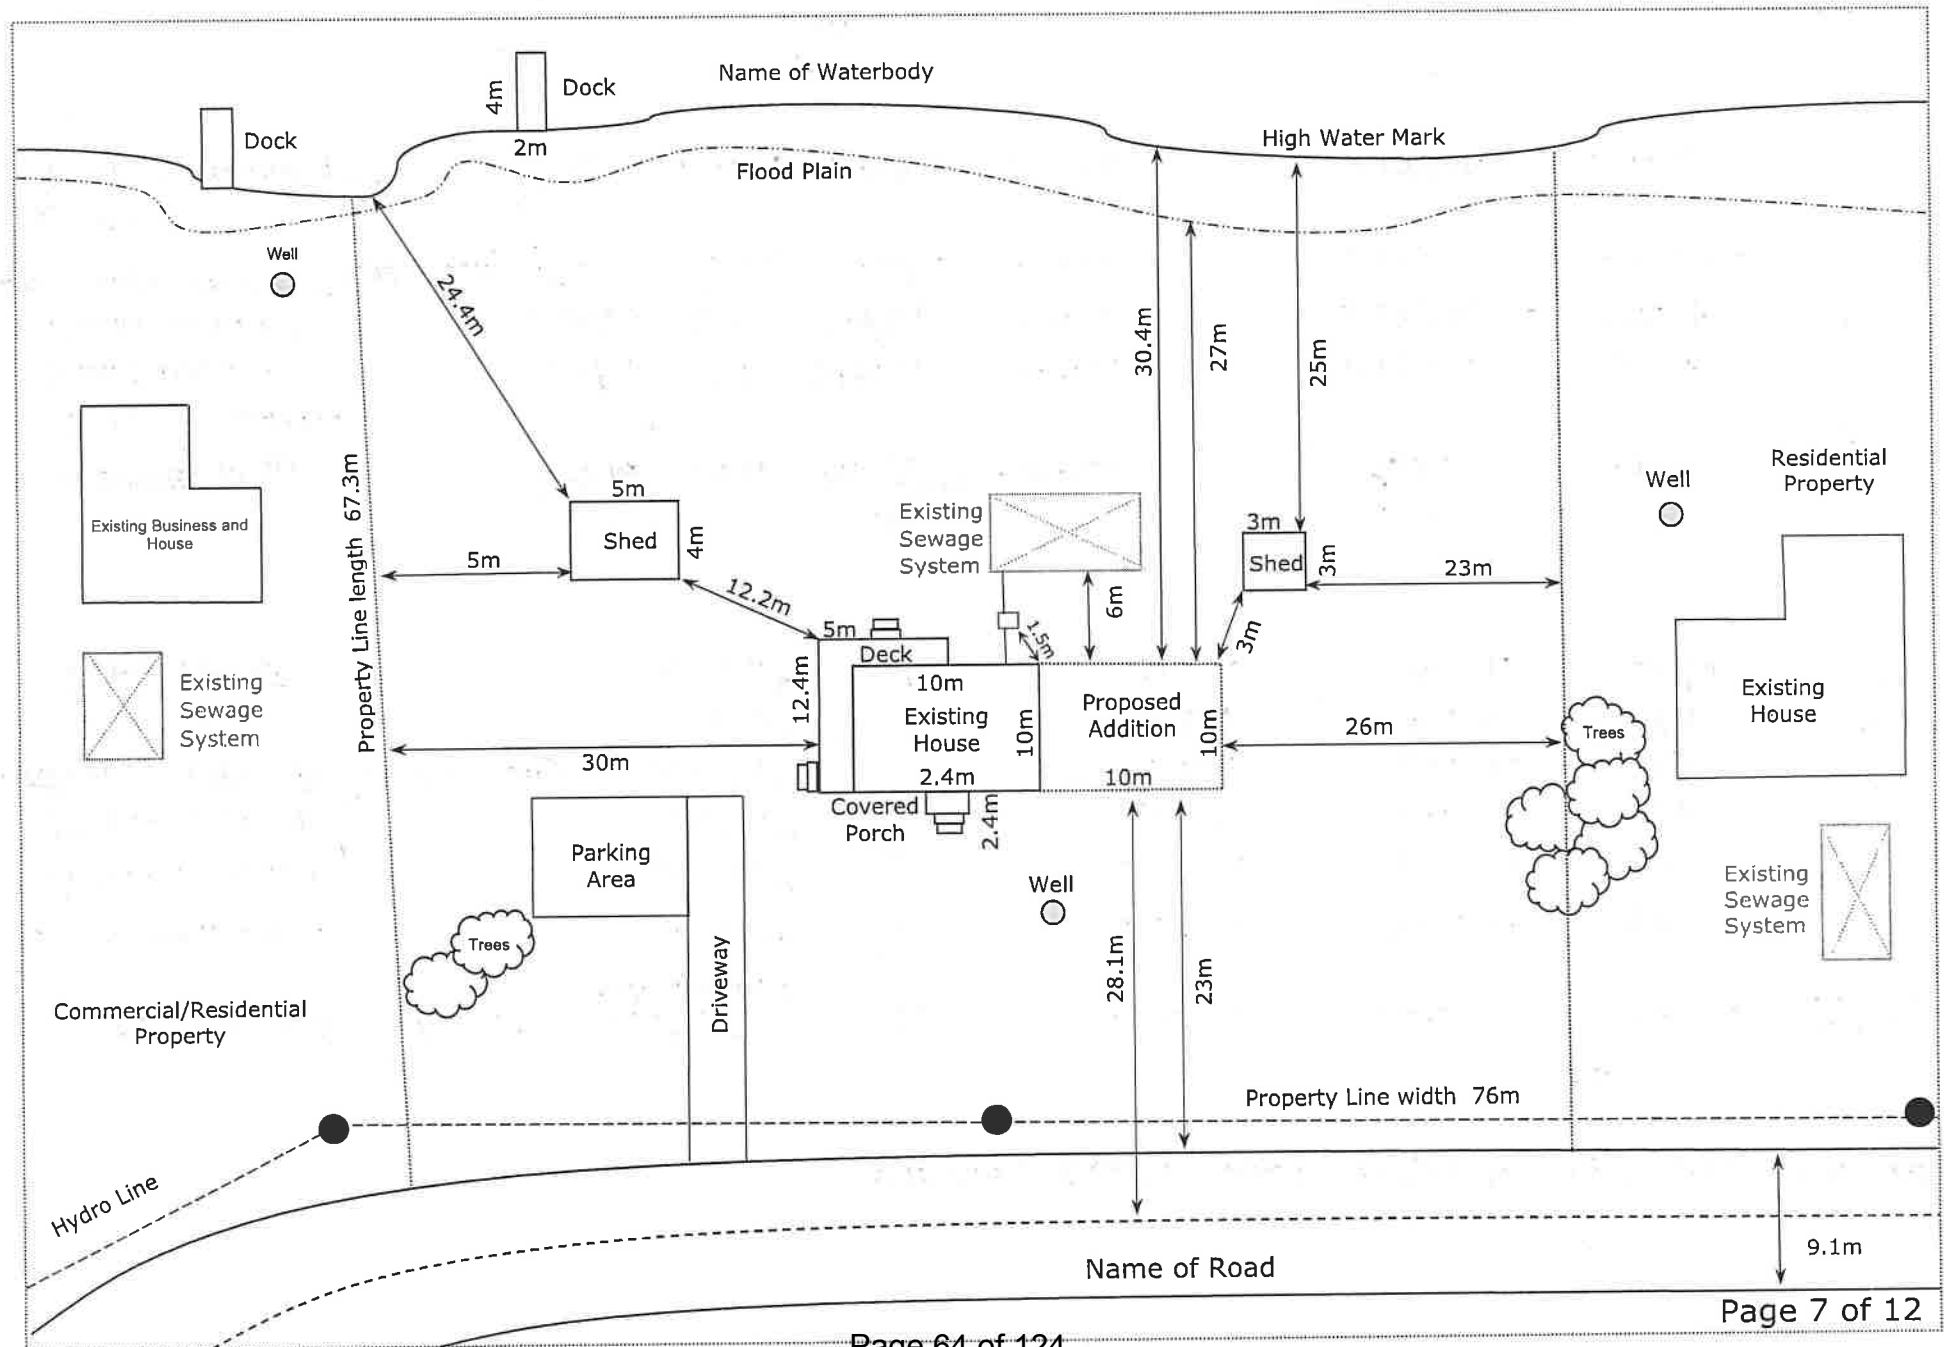 Name of Waterbody
4m
Dock
Dock
2m
High Water Mark
Flood Plain
Well
24.4m
30.4m
27m
25m
Property Line length 67.3m
Existing Business and
House
5m
Shed
4m
5m
12.2m
Existing
Sewage
System
6m
1.5m
3m
Shed
3m
3m
23m
Well
Residential
Property
Existing
Sewage
System
5m
Deck
12.4m
10m
Existing
House
10m
2.4m
Proposed
Addition
10m
10m
26m
Trees
Existing
House
30m
Covered
Porch
2.4m
Parking
Area
Well
Trees
Driveway
28.1m
23m
Existing
Sewage
System
Commercial/Residential
Property
Property Line width 76m
Hydro Line
Name of Road
9.1m
Page 7 of 12
Page 64 of 124